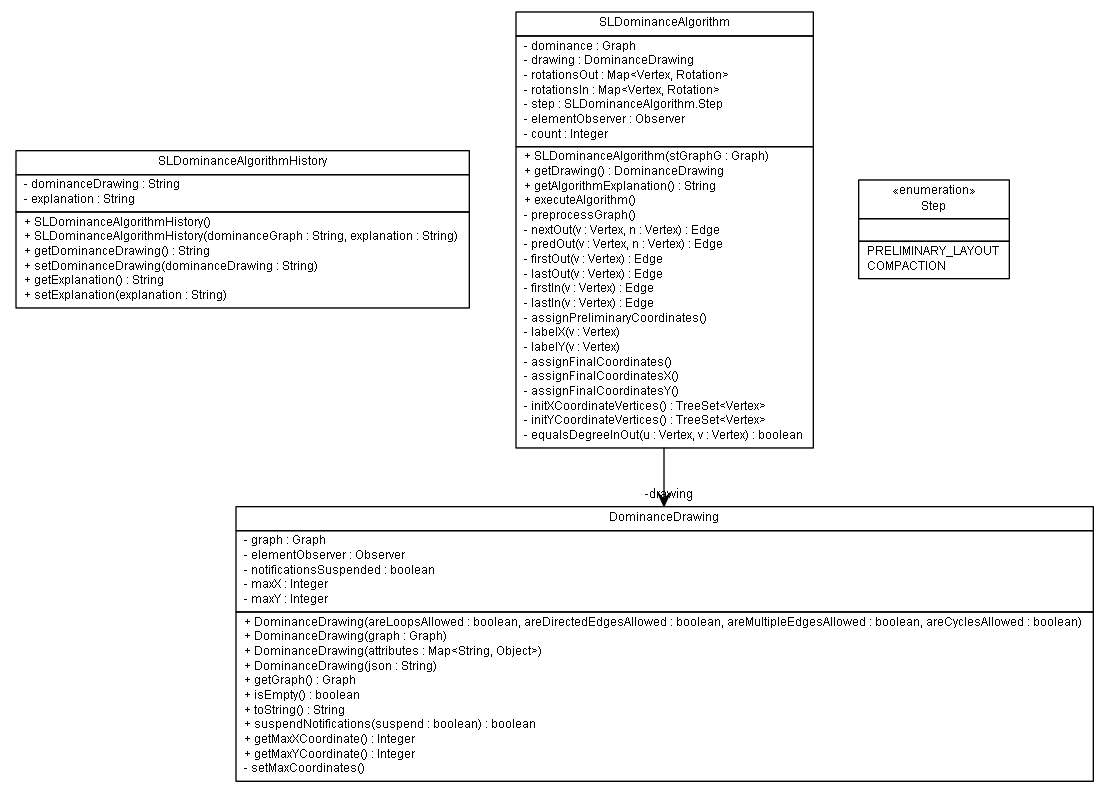 SLDominanceAlgorithm
- dominance : Graph
- drawing : DominanceDrawing
- rotationsOut : Map<Vertex, Rotation>
- rotationsIn : Map<Vertex, Rotation>
- step : SLDominanceAlgorithm.Step
- elementObserver : Observer
- count : Integer
+ SLDominanceAlgorithm(stGraphG : Graph)
+ getDrawing() : DominanceDrawing
+ getAlgorithmExplanation() : String
+ executeAlgorithm()
- preprocessGraph()
- nextOut(v : Vertex, n : Vertex) : Edge
- predOut(v : Vertex, n : Vertex) : Edge
- firstOut(v : Vertex) : Edge
- lastOut(v : Vertex) : Edge
- firstIn(v : Vertex) : Edge
- lastIn(v : Vertex) : Edge
- assignPreliminaryCoordinates()
- labelX(v : Vertex)
- labelY(v : Vertex)
- assignFinalCoordinates()
- assignFinalCoordinatesX()
- assignFinalCoordinatesY()
- initXCoordinateVertices() : TreeSet<Vertex>
- initYCoordinateVertices() : TreeSet<Vertex>
- equalsDegreeInOut(u : Vertex, v : Vertex) : boolean
SLDominanceAlgorithmHistory
- dominanceDrawing : String
- explanation : String
+ SLDominanceAlgorithmHistory()
+ SLDominanceAlgorithmHistory(dominanceGraph : String, explanation : String)
+ getDominanceDrawing() : String
+ setDominanceDrawing(dominanceDrawing : String)
+ getExplanation() : String
+ setExplanation(explanation : String)
«enumeration»
Step
PRELIMINARY_LAYOUT
COMPACTION
-drawing
DominanceDrawing
- graph : Graph
- elementObserver : Observer
- notificationsSuspended : boolean
- maxX : Integer
- maxY : Integer
+ DominanceDrawing(areLoopsAllowed : boolean, areDirectedEdgesAllowed : boolean, areMultipleEdgesAllowed : boolean, areCyclesAllowed : boolean)
+ DominanceDrawing(graph : Graph)
+ DominanceDrawing(attributes : Map<String, Object>)
+ DominanceDrawing(json : String)
+ getGraph() : Graph
+ isEmpty() : boolean
+ toString() : String
+ suspendNotifications(suspend : boolean) : boolean
+ getMaxXCoordinate() : Integer
+ getMaxYCoordinate() : Integer
- setMaxCoordinates()